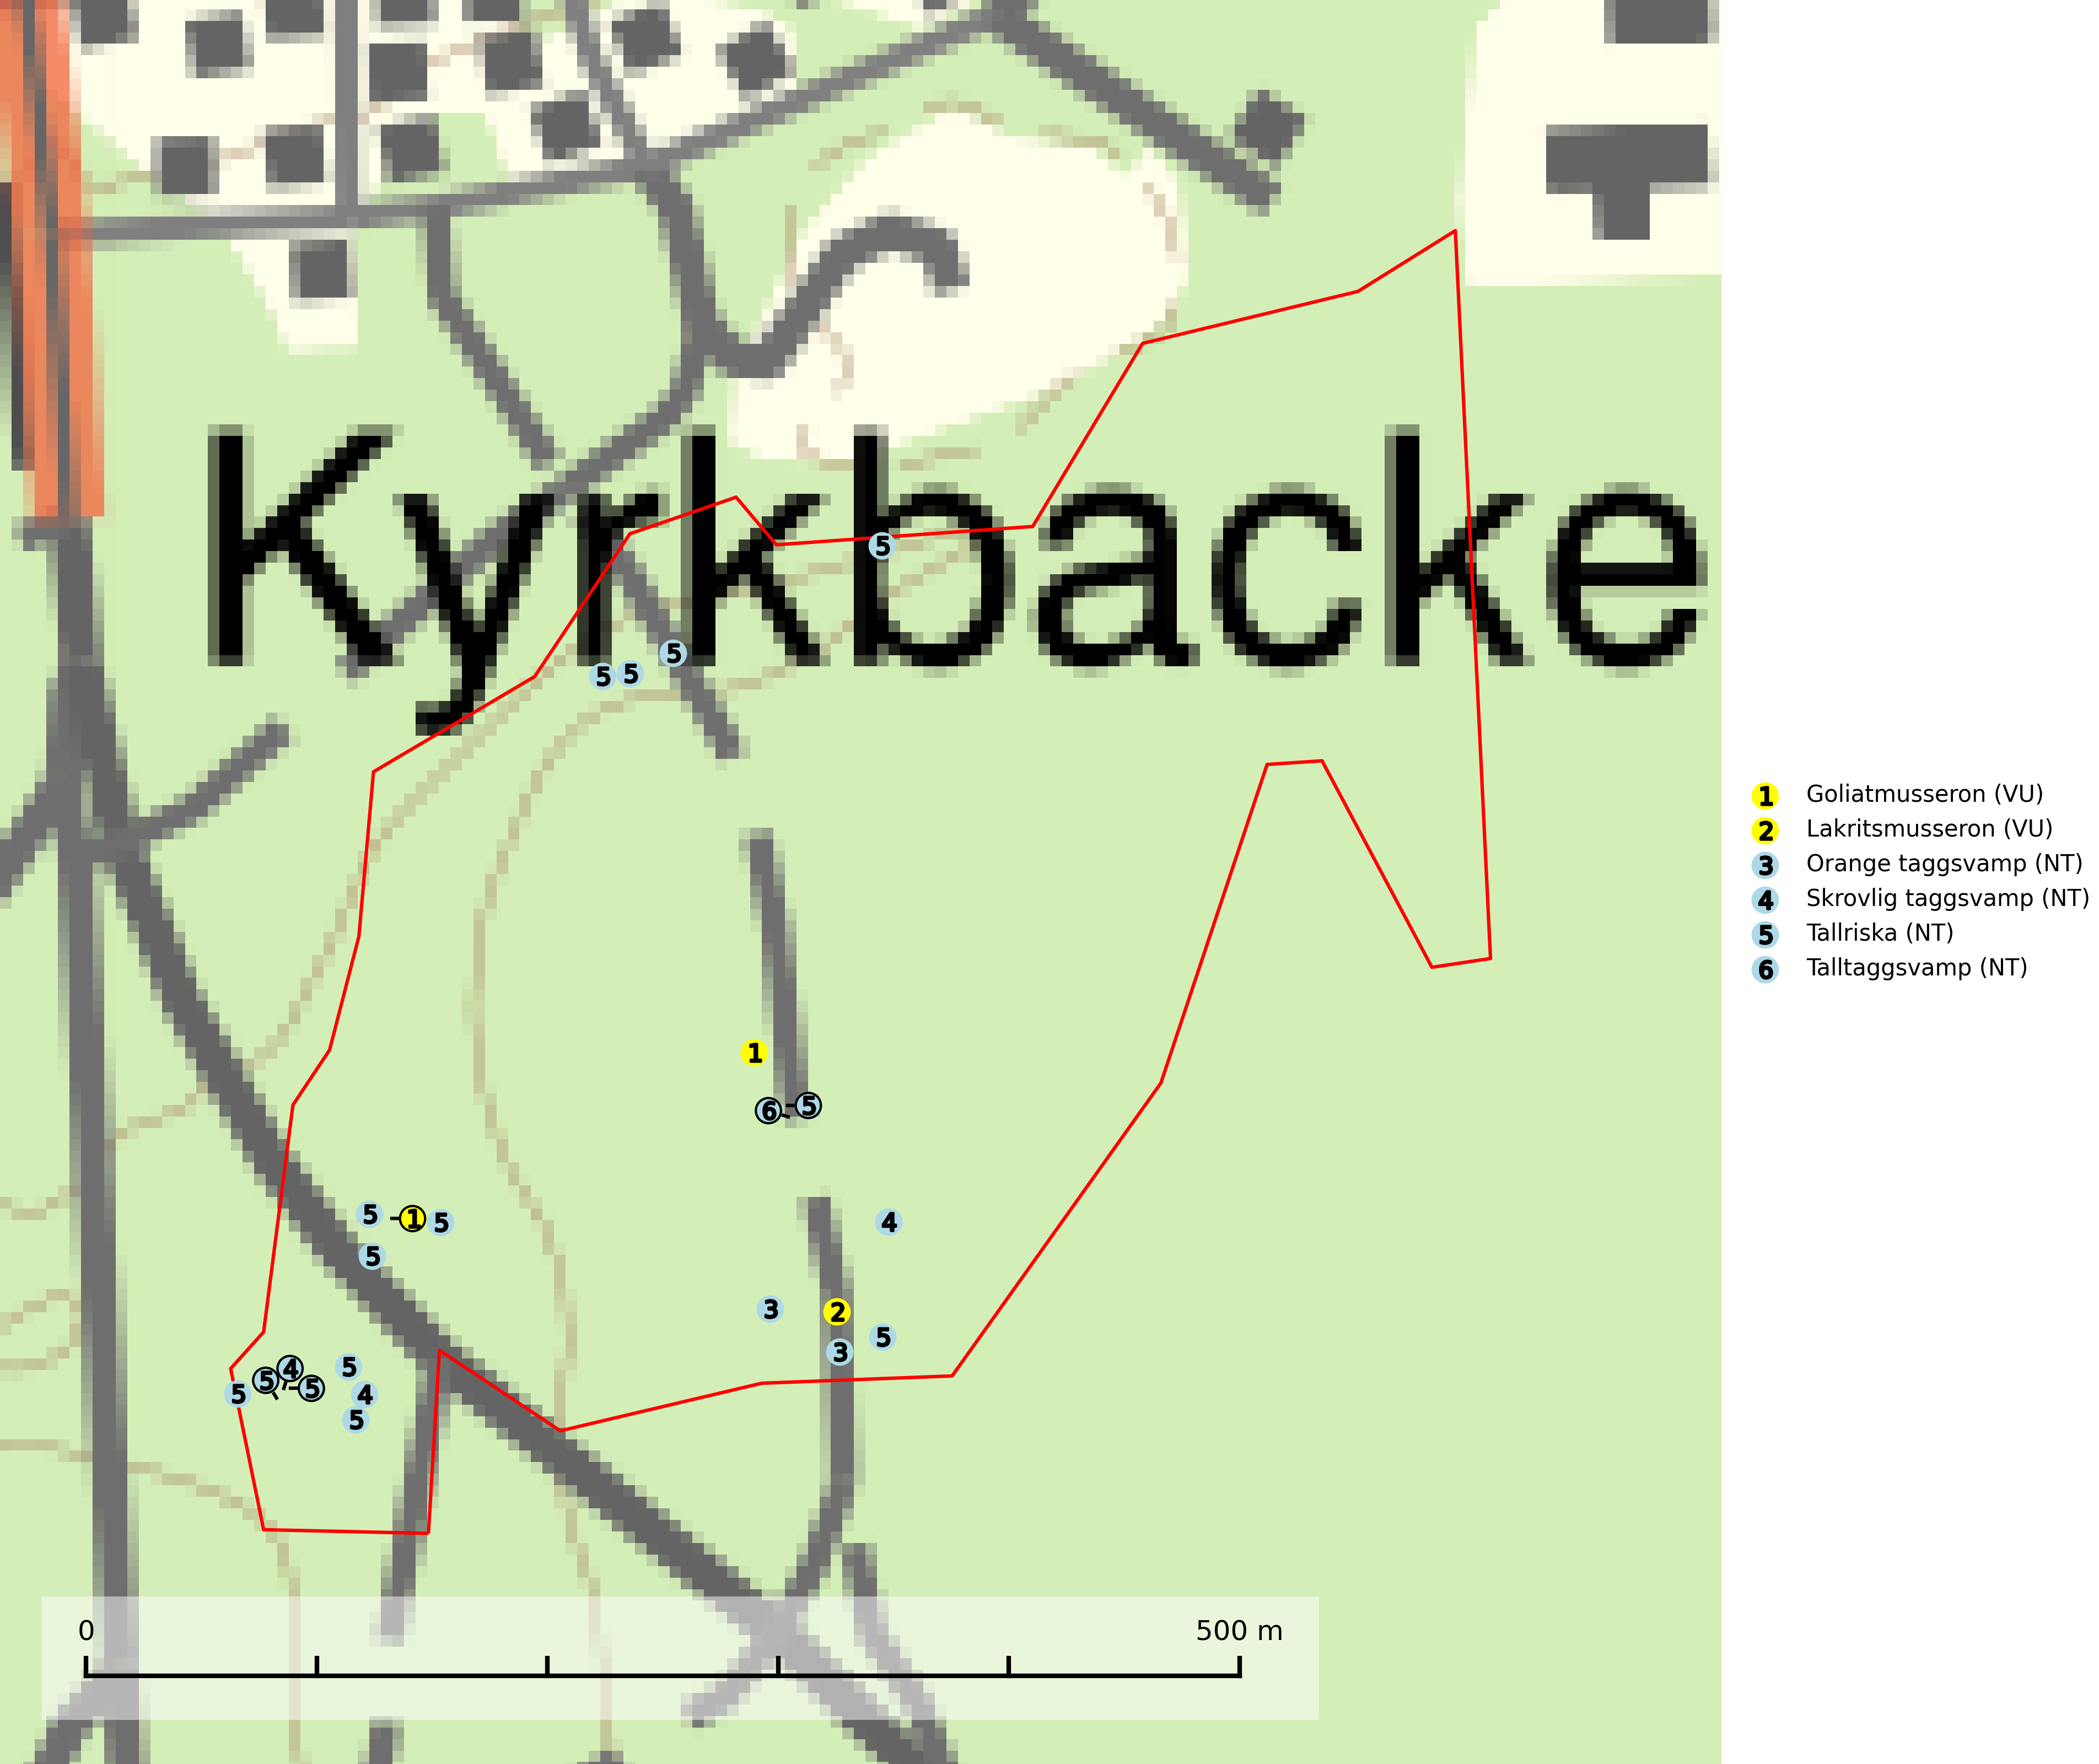 Kyrkbacke
5
5
5
5
1
6
5
5
1
5
5
4
3
2
5
3
5
5
4
5
5
4
5
1 Goliatmusseron (VU)
2 Lakritsmusseron (VU)
3 Orange taggsvamp (NT)
4 Skrovlig taggsvamp (NT)
5 Tallriska (NT)
6 Talltaggsvamp (NT)
0 500 m